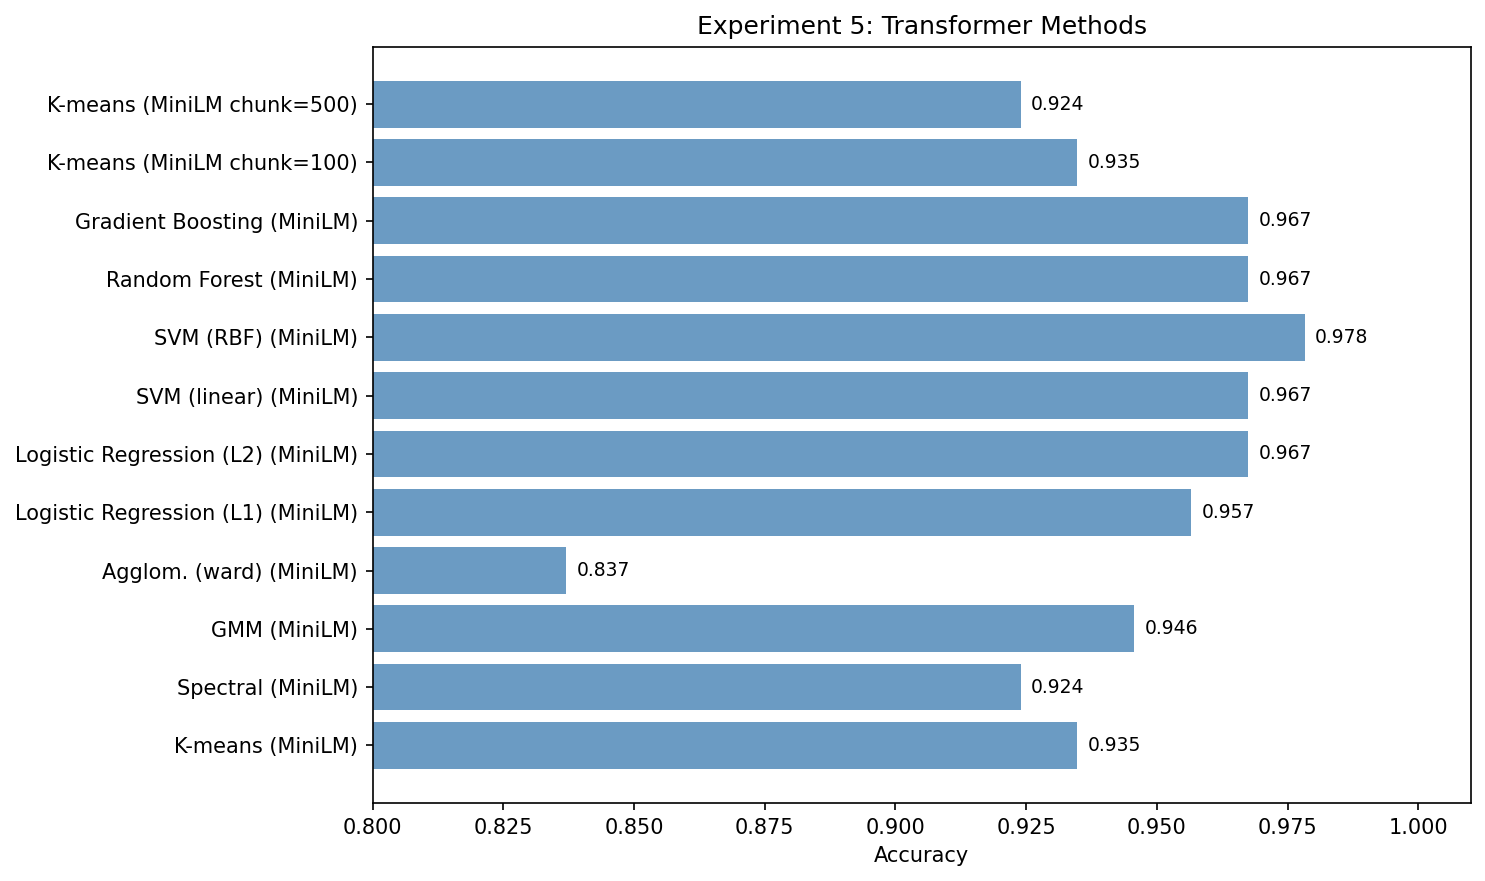 Experiment 5: Transformer Methods
K-means (MiniLM chunk=500)
0.924
K-means (MiniLM chunk=100)
0.935
Gradient Boosting (MiniLM)
0.967
Random Forest (MiniLM)
0.967
SVM (RBF) (MiniLM)
0.978
SVM (linear) (MiniLM)
0.967
Logistic Regression (L2) (MiniLM)
0.967
Logistic Regression (L1) (MiniLM)
0.957
Agglom. (ward) (MiniLM)
0.837
GMM (MiniLM)
0.946
Spectral (MiniLM)
0.924
K-means (MiniLM)
0.935
0.800 0.825 0.850 0.875 0.900 0.925 0.950 0.975 1.000
Accuracy